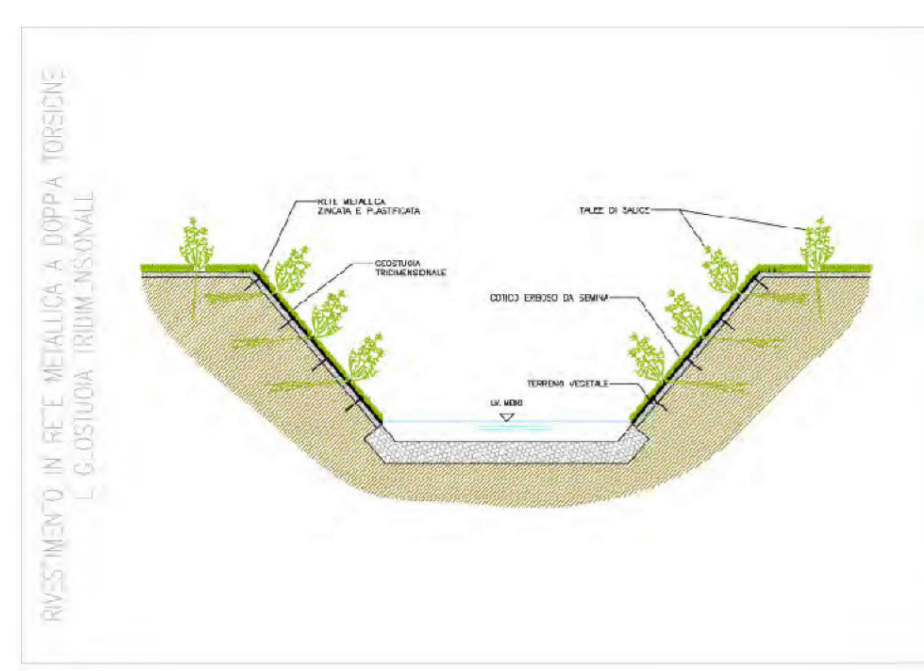 RIVESTIMENTO IN RETE METALLICA A DOPPA TORSIONE
GEOSTUOIA TRIDIMENSIONALE
RETE METALLICA
ZINCATA E PLASTIFICATA
TALEE DI SALICE
GEOSTUOIA
TRIDIMENSIONALE
COTICO ERBOSO DA SEMINA
TERRENO VEGETALE
LIV. MEDIO